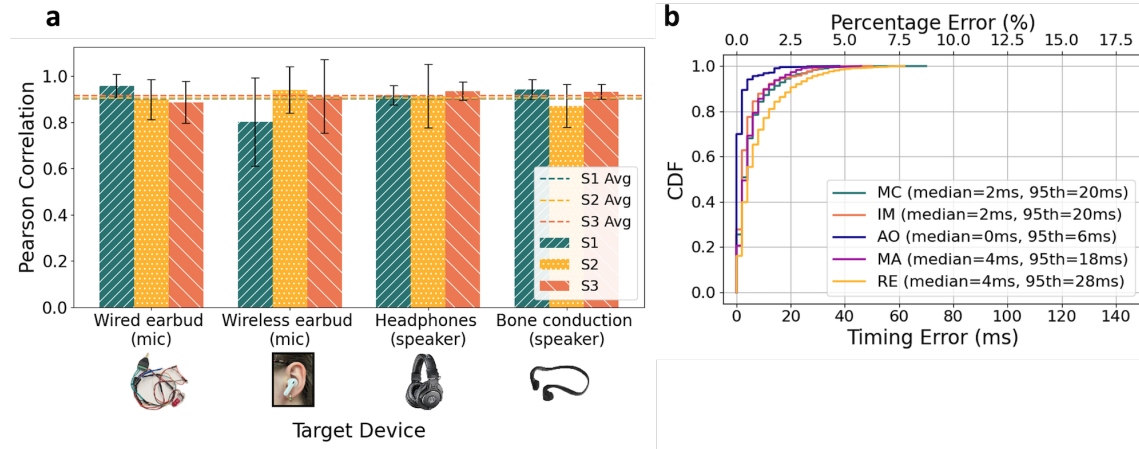 a
Pearson Correlation
1.0
0.8
0.6
0.4
0.2
0.0
S1 Avg
S2 Avg
S3 Avg
S1
S2
S3
Wired earbud
(mic)
Wireless earbud
(mic)
Headphones
(speaker)
Bone conduction
(speaker)
Target Device
b
Percentage Error (%)
0.0 2.5 5.0 7.5 10.0 12.5 15.0 17.5
CDF
1.0
0.8
0.6
0.4
0.2
0.0
MC (median=2ms, 95th=20ms)
IM (median=2ms, 95th=20ms)
AO (median=0ms, 95th=6ms)
MA (median=4ms, 95th=18ms)
RE (median=4ms, 95th=28ms)
0 20 40 60 80 100 120 140
Timing Error (ms)